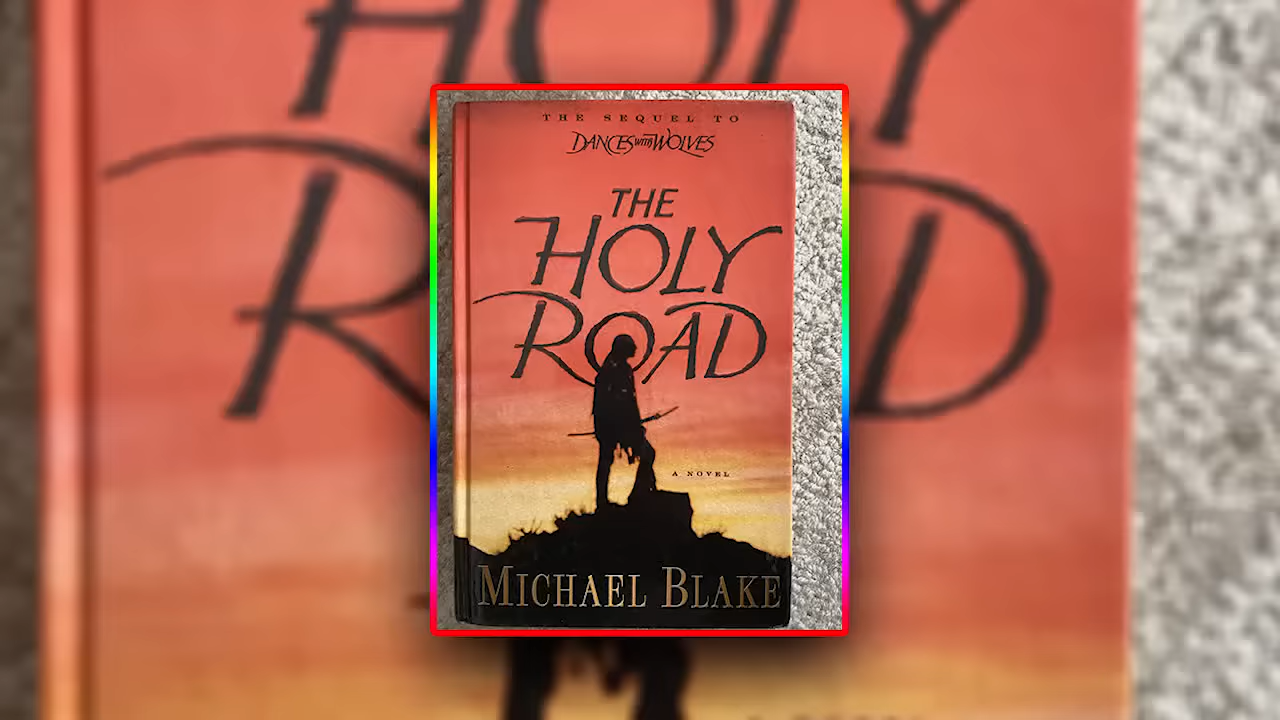 THE SEQUEL TO
DANCES with WOLVES
THE
HOLY
ROAD
A NOVEL
MICHAEL BLAKE